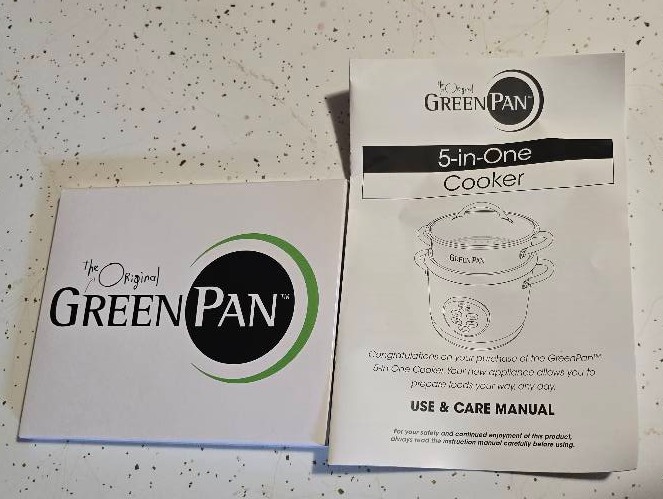 The Original
GREENPAN™
The Original
GREENPAN™
5-in-One
Cooker
GREENPAN
Congratulations on your purchase of the GreenPan™
5-in-One Cooker. Your new appliance allows you to
prepare foods your way, any day.
USE & CARE MANUAL
For your safety and continued enjoyment of this product,
always read the instruction manual carefully before using.